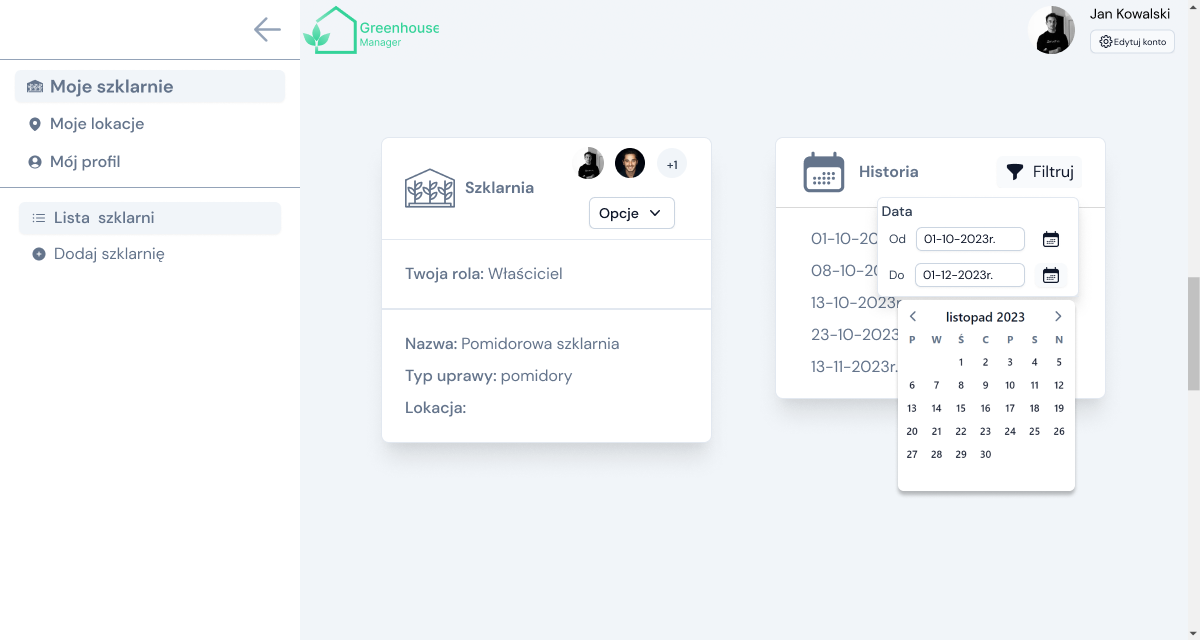 Greenhouse
Manager
Jan Kowalski
Edytuj konto
Moje szklarnie
Moje lokacje
Mój profil
Lista szklarni
Dodaj szklarnię
Szklarnia
+1
Opcje
Twoja rola: Właściciel
Nazwa: Pomidorowa szklarnia
Typ uprawy: pomidory
Lokacja:
Historia
Filtruj
01-10-20
08-10-20
13-10-2023r
23-10-2023
13-11-2023r.
Data
Od 01-10-2023r.
Do 01-12-2023r.
listopad 2023
P W Ś C P S N
1 2 3 4 5
6 7 8 9 10 11 12
13 14 15 16 17 18 19
20 21 22 23 24 25 26
27 28 29 30